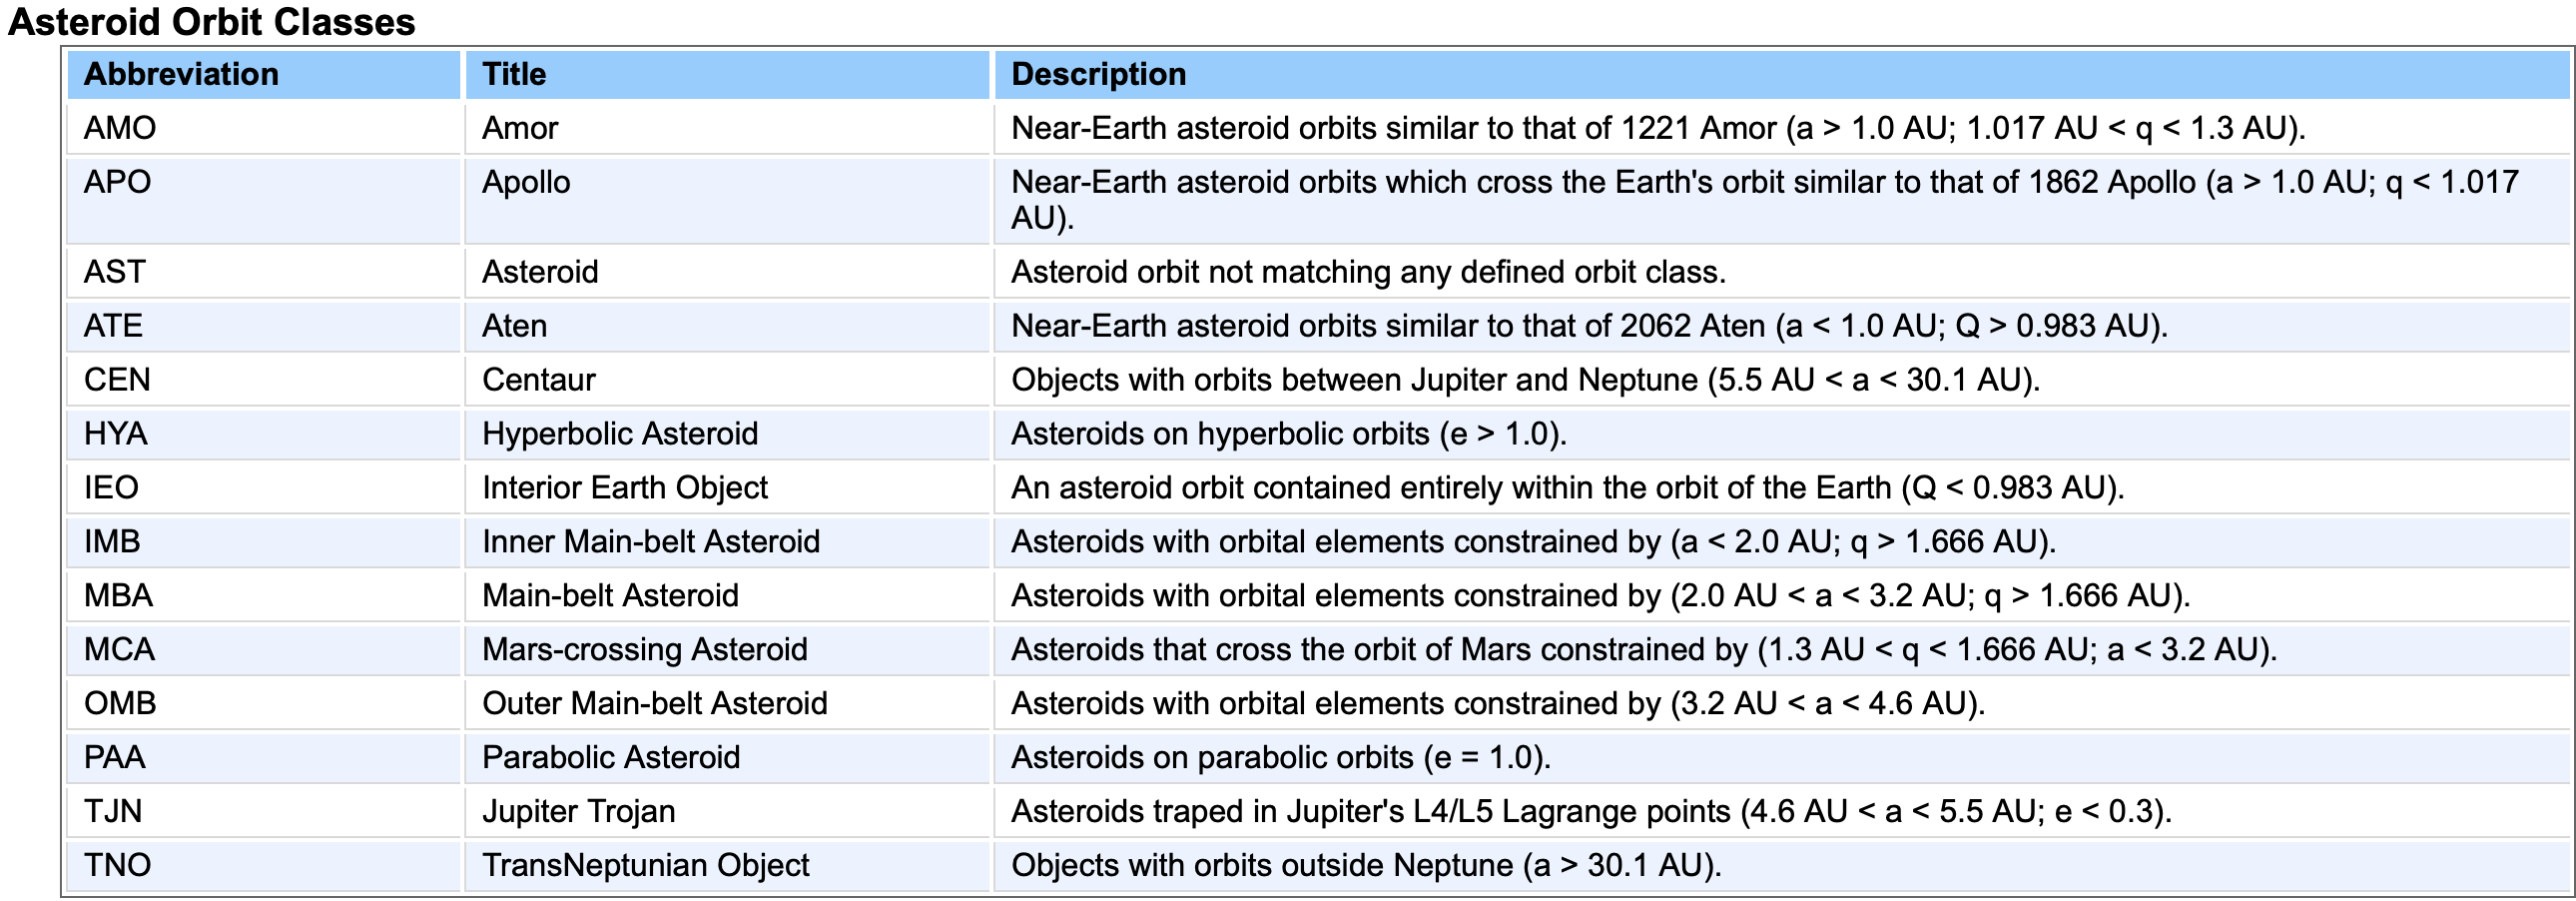 Asteroid Orbit Classes
Abbreviation Title Description
AMO Amor Near-Earth asteroid orbits similar to that of 1221 Amor (a > 1.0 AU; 1.017 AU < q < 1.3 AU).
APO Apollo Near-Earth asteroid orbits which cross the Earth's orbit similar to that of 1862 Apollo (a > 1.0 AU; q < 1.017
AU).
AST Asteroid Asteroid orbit not matching any defined orbit class.
ATE Aten Near-Earth asteroid orbits similar to that of 2062 Aten (a < 1.0 AU; Q > 0.983 AU).
CEN Centaur Objects with orbits between Jupiter and Neptune (5.5 AU < a < 30.1 AU).
HYA Hyperbolic Asteroid Asteroids on hyperbolic orbits (e > 1.0).
IEO Interior Earth Object An asteroid orbit contained entirely within the orbit of the Earth (Q < 0.983 AU).
IMB Inner Main-belt Asteroid Asteroids with orbital elements constrained by (a < 2.0 AU; q > 1.666 AU).
MBA Main-belt Asteroid Asteroids with orbital elements constrained by (2.0 AU < a < 3.2 AU; q > 1.666 AU).
MCA Mars-crossing Asteroid Asteroids that cross the orbit of Mars constrained by (1.3 AU < q < 1.666 AU; a < 3.2 AU).
OMB Outer Main-belt Asteroid Asteroids with orbital elements constrained by (3.2 AU < a < 4.6 AU).
PAA Parabolic Asteroid Asteroids on parabolic orbits (e = 1.0).
TJN Jupiter Trojan Asteroids traped in Jupiter's L4/L5 Lagrange points (4.6 AU < a < 5.5 AU; e < 0.3).
TNO TransNeptunian Object Objects with orbits outside Neptune (a > 30.1 AU).